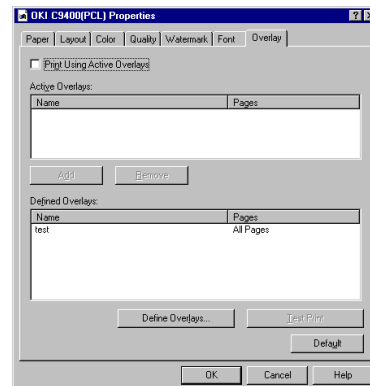 OKI C9400(PCL) Properties
Paper Layout Color Quality Watermark Font Overlay
Print Using Active Overlays
Active Overlays:
Name Pages
Add Remove
Defined Overlays:
Name Pages
test All Pages
Define Overlays... Test Print
Default
OK Cancel Help